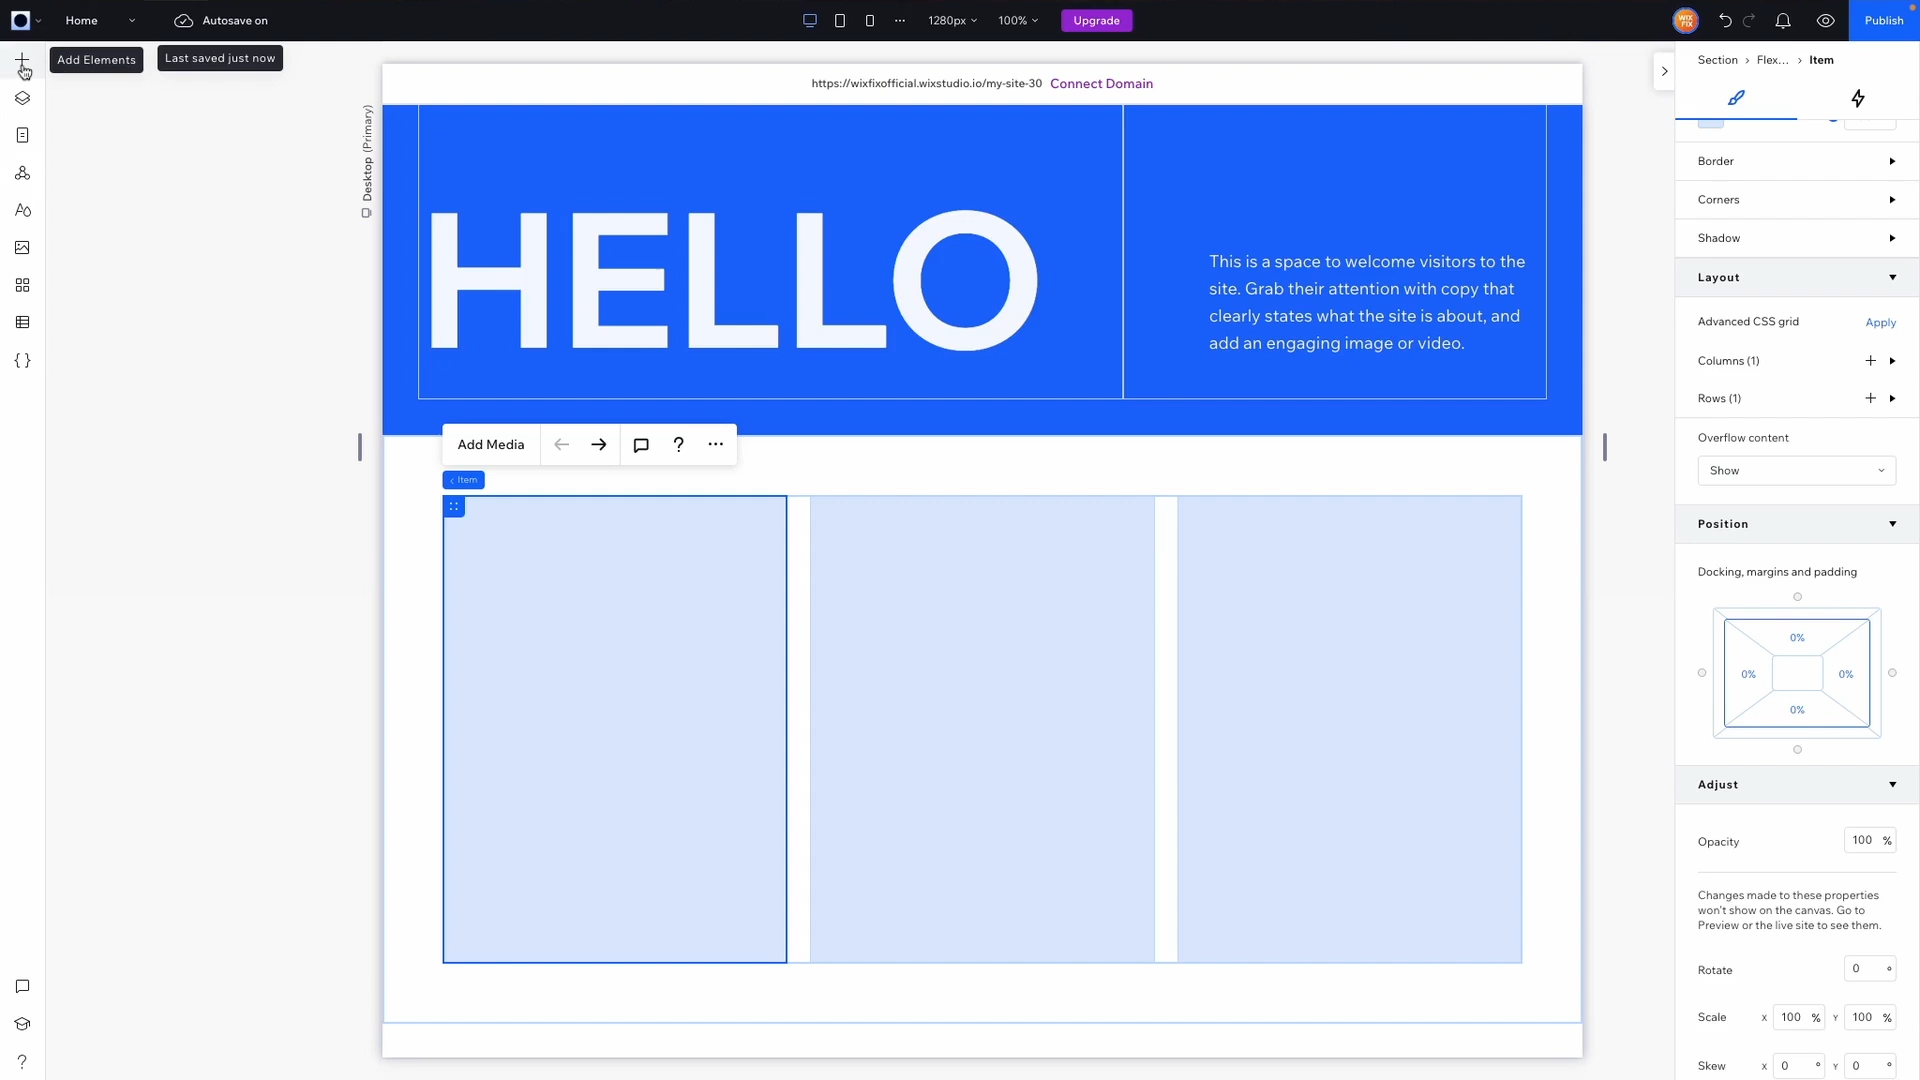 Home
Autosave on
1280px
100%
Upgrade
WIX
FIX
Publish
Add Elements
Last saved just now
https://wixfixofficial.wixstudio.io/my-site-30 Connect Domain
Desktop (Primary)
HELLO
This is a space to welcome visitors to the
site. Grab their attention with copy that
clearly states what the site is about, and
add an engaging image or video.
Add Media
?
< Item
Section > Flex... > Item
Border
Corners
Shadow
Layout
Advanced CSS grid Apply
Columns (1)
Rows (1)
Overflow content
Show
Position
Docking, margins and padding
0%
0% 0%
0%
Adjust
Opacity 100 %
Changes made to these properties
won't show on the canvas. Go to
Preview or the live site to see them.
Rotate 0 °
Scale X 100 % Y 100 %
Skew X 0 ° Y 0 °